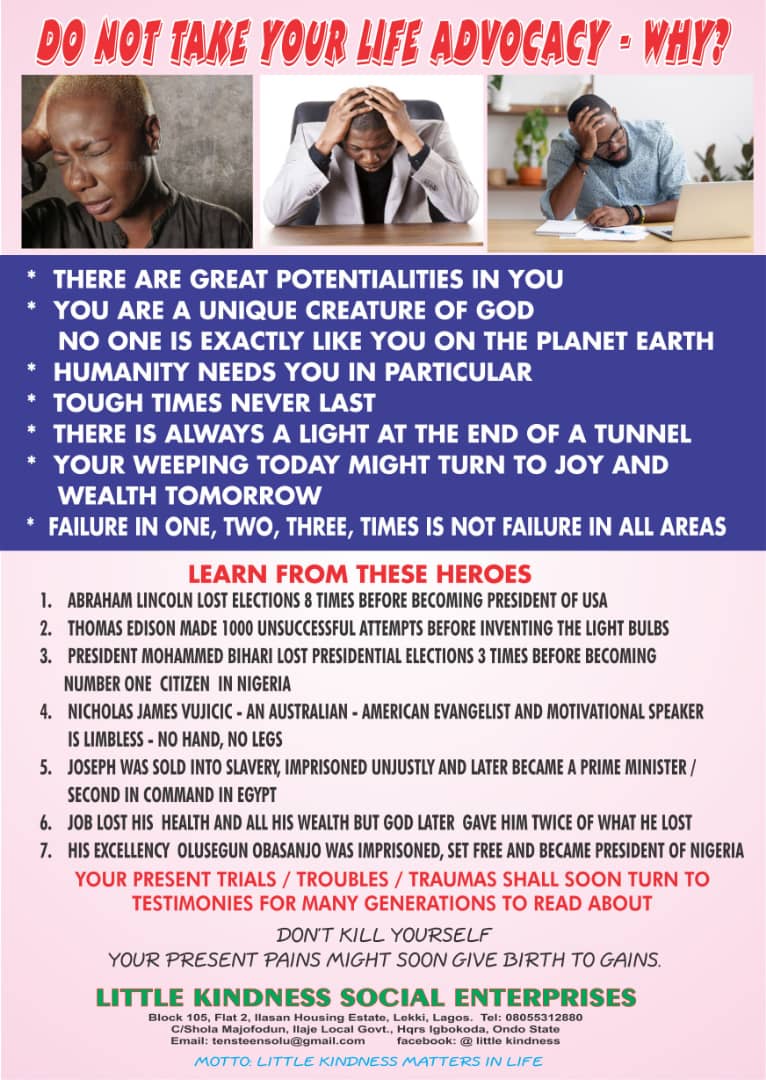 DO NOT TAKE YOUR LIFE ADVOCACY - WHY?
* THERE ARE GREAT POTENTIALITIES IN YOU
* YOU ARE A UNIQUE CREATURE OF GOD
NO ONE IS EXACTLY LIKE YOU ON THE PLANET EARTH
* HUMANITY NEEDS YOU IN PARTICULAR
* TOUGH TIMES NEVER LAST
* THERE IS ALWAYS A LIGHT AT THE END OF A TUNNEL
* YOUR WEEPING TODAY MIGHT TURN TO JOY AND
WEALTH TOMORROW
* FAILURE IN ONE, TWO, THREE, TIMES IS NOT FAILURE IN ALL AREAS
LEARN FROM THESE HEROES
1. ABRAHAM LINCOLN LOST ELECTIONS 8 TIMES BEFORE BECOMING PRESIDENT OF USA
2. THOMAS EDISON MADE 1000 UNSUCCESSFUL ATTEMPTS BEFORE INVENTING THE LIGHT BULBS
3. PRESIDENT MOHAMMED BIHARI LOST PRESIDENTIAL ELECTIONS 3 TIMES BEFORE BECOMING
NUMBER ONE CITIZEN IN NIGERIA
4. NICHOLAS JAMES VUJICIC - AN AUSTRALIAN - AMERICAN EVANGELIST AND MOTIVATIONAL SPEAKER
IS LIMBLESS - NO HAND, NO LEGS
5. JOSEPH WAS SOLD INTO SLAVERY, IMPRISONED UNJUSTLY AND LATER BECAME A PRIME MINISTER /
SECOND IN COMMAND IN EGYPT
6. JOB LOST HIS HEALTH AND ALL HIS WEALTH BUT GOD LATER GAVE HIM TWICE OF WHAT HE LOST
7. HIS EXCELLENCY OLUSEGUN OBASANJO WAS IMPRISONED, SET FREE AND BECAME PRESIDENT OF NIGERIA
YOUR PRESENT TRIALS / TROUBLES / TRAUMAS SHALL SOON TURN TO
TESTIMONIES FOR MANY GENERATIONS TO READ ABOUT
DON'T KILL YOURSELF
YOUR PRESENT PAINS MIGHT SOON GIVE BIRTH TO GAINS.
LITTLE KINDNESS SOCIAL ENTERPRISES
Block 105, Flat 2, Ilasan Housing Estate, Lekki, Lagos. Tel: 08055312880
C/Shola Majofodun, Ilaje Local Govt., Hqrs Igbokoda, Ondo State
Email: tensteensolu@gmail.com facebook: @ little kindness
MOTTO: LITTLE KINDNESS MATTERS IN LIFE